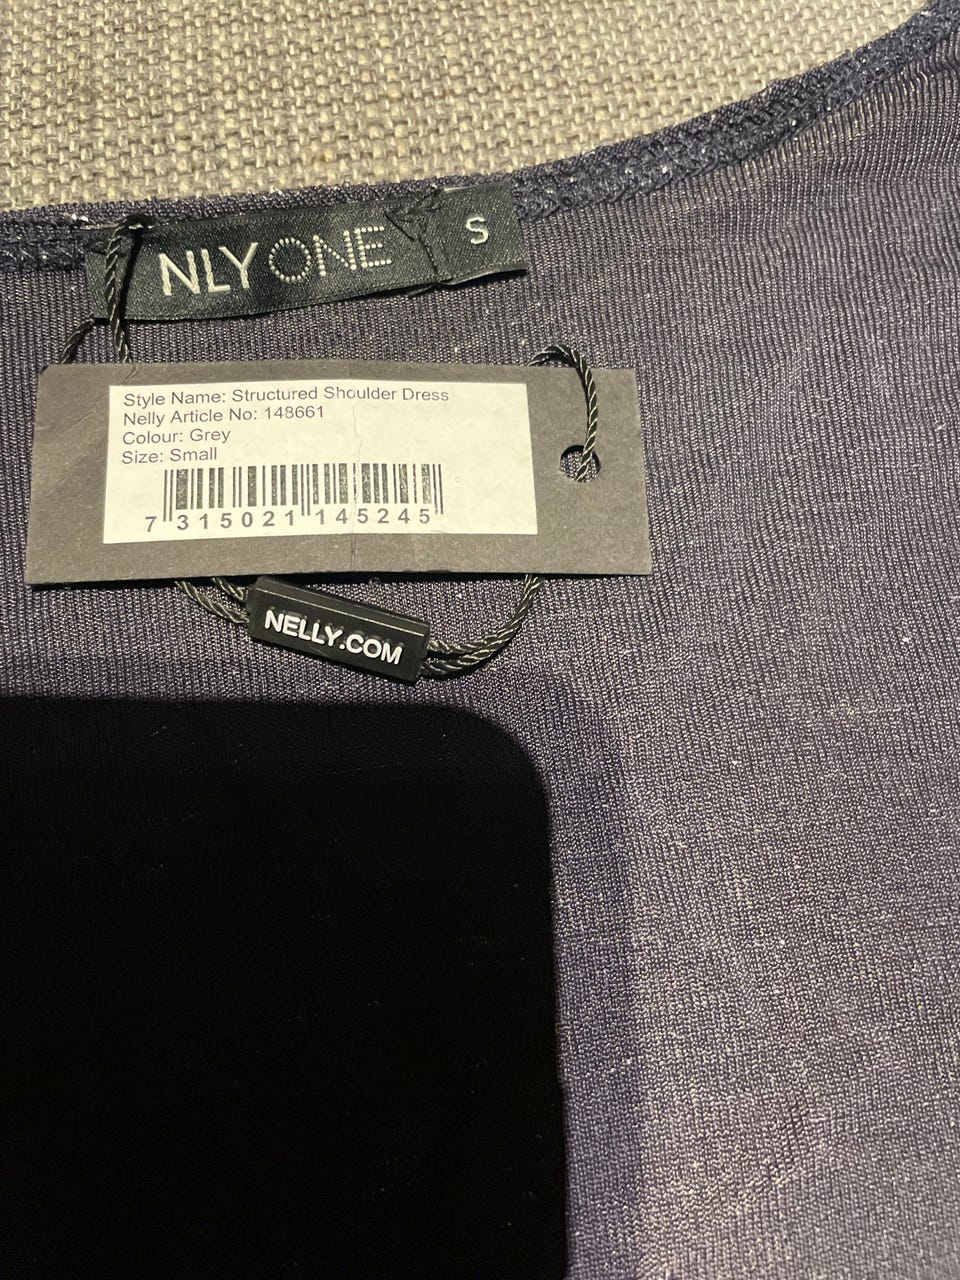 NLY ONE
S
Style Name: Structured Shoulder Dress
Nelly Article No: 148661
Colour: Grey
Size: Small
7 315021 145245
NELLY.COM